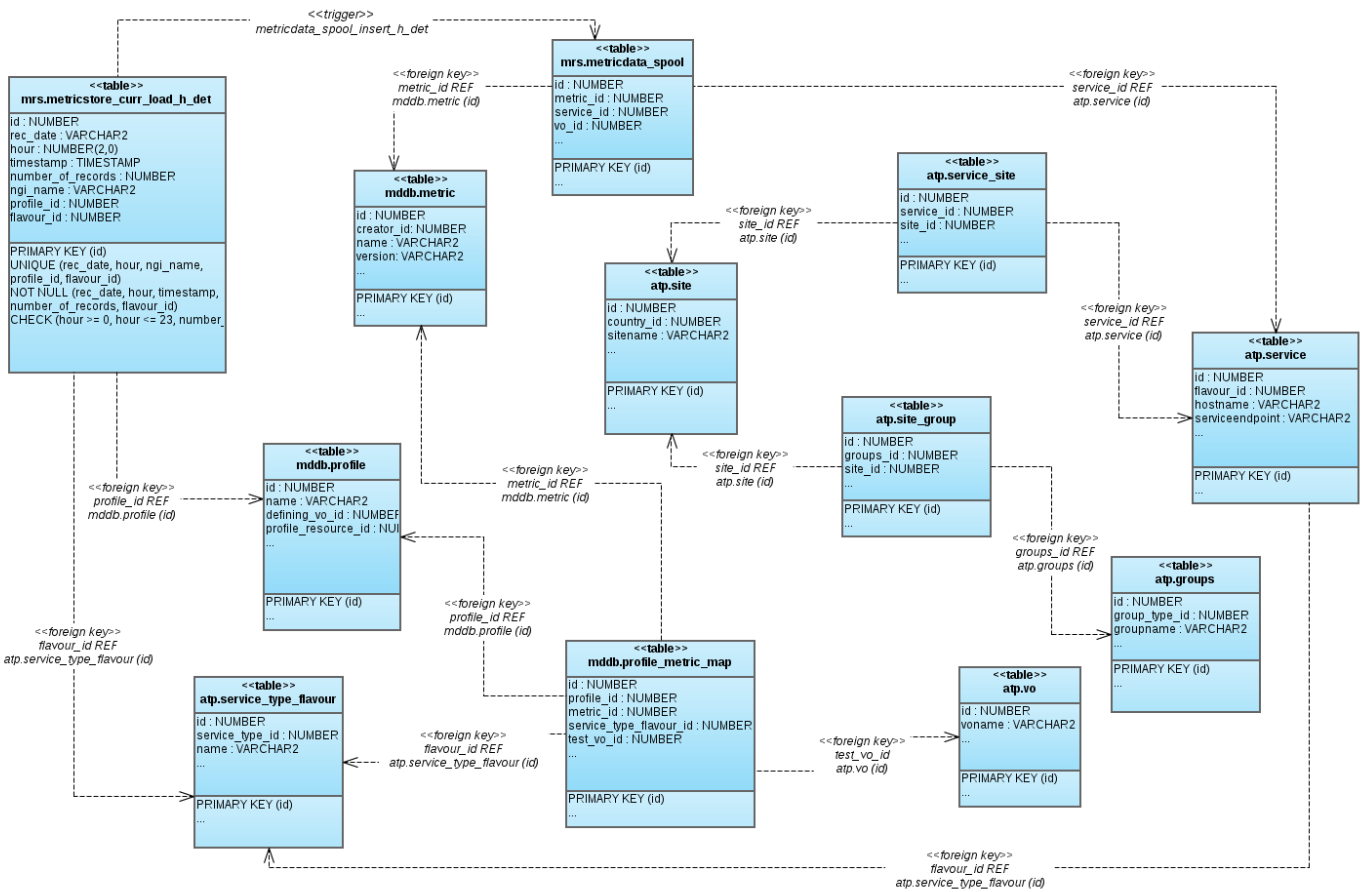 <<trigger>>
metricdata_spool_insert_h_det
<<table>>
mrs.metricstore_curr_load_h_det
id : NUMBER
rec_date : VARCHAR2
hour : NUMBER(2,0)
timestamp : TIMESTAMP
number_of_records : NUMBER
ngi_name : VARCHAR2
profile_id : NUMBER
flavour_id : NUMBER
PRIMARY KEY (id)
UNIQUE (rec_date, hour, ngi_name,
profile_id, flavour_id)
NOT NULL (rec_date, hour, timestamp,
number_of_records, flavour_id)
CHECK (hour >= 0, hour <= 23, number_
<<foreign key>>
metric_id REF
mddb.metric (id)
<<table>>
mrs.metricdata_spool
id : NUMBER
metric_id : NUMBER
service_id : NUMBER
vo_id : NUMBER
...
PRIMARY KEY (id)
...
<<foreign key>>
service_id REF
atp.service (id)
<<table>>
mddb.metric
id : NUMBER
creator_id: NUMBER
name : VARCHAR2
version: VARCHAR2
...
PRIMARY KEY (id)
...
<<foreign key>>
site_id REF
atp.site (id)
<<table>>
atp.service_site
id : NUMBER
service_id : NUMBER
site_id : NUMBER
...
PRIMARY KEY (id)
...
<<table>>
atp.site
id : NUMBER
country_id : NUMBER
sitename : VARCHAR2
...
PRIMARY KEY (id)
...
<<foreign key>>
service_id REF
atp.service (id)
<<table>>
atp.service
id : NUMBER
flavour_id : NUMBER
hostname : VARCHAR2
serviceendpoint : VARCHAR2
...
PRIMARY KEY (id)
...
<<table>>
atp.site_group
id : NUMBER
groups_id : NUMBER
site_id : NUMBER
...
PRIMARY KEY (id)
...
<<foreign key>>
site_id REF
atp.site (id)
<<foreign key>>
metric_id REF
mddb.metric (id)
<<foreign key>>
profile_id REF
mddb.profile (id)
<<table>>
mddb.profile
id : NUMBER
name : VARCHAR2
defining_vo_id : NUMBER
profile_resource_id : NUI
...
PRIMARY KEY (id)
...
<<foreign key>>
groups_id REF
atp.groups (id)
<<table>>
atp.groups
id : NUMBER
group_type_id : NUMBER
groupname : VARCHAR2
...
PRIMARY KEY (id)
...
<<foreign key>>
profile_id REF
mddb.profile (id)
<<foreign key>>
flavour_id REF
atp.service_type_flavour (id)
<<table>>
mddb.profile_metric_map
id : NUMBER
profile_id : NUMBER
metric_id : NUMBER
service_type_flavour_id : NUMBER
test_vo_id : NUMBER
...
PRIMARY KEY (id)
...
<<table>>
atp.service_type_flavour
id : NUMBER
service_type_id : NUMBER
name : VARCHAR2
...
PRIMARY KEY (id)
...
<<foreign key>>
flavour_id REF
atp.service_type_flavour (id)
<<foreign key>>
test_vo_id
atp.vo (id)
<<table>>
atp.vo
id : NUMBER
voname : VARCHAR2
...
PRIMARY KEY (id)
...
<<foreign key>>
flavour_id REF
atp.service_type_flavour (id)